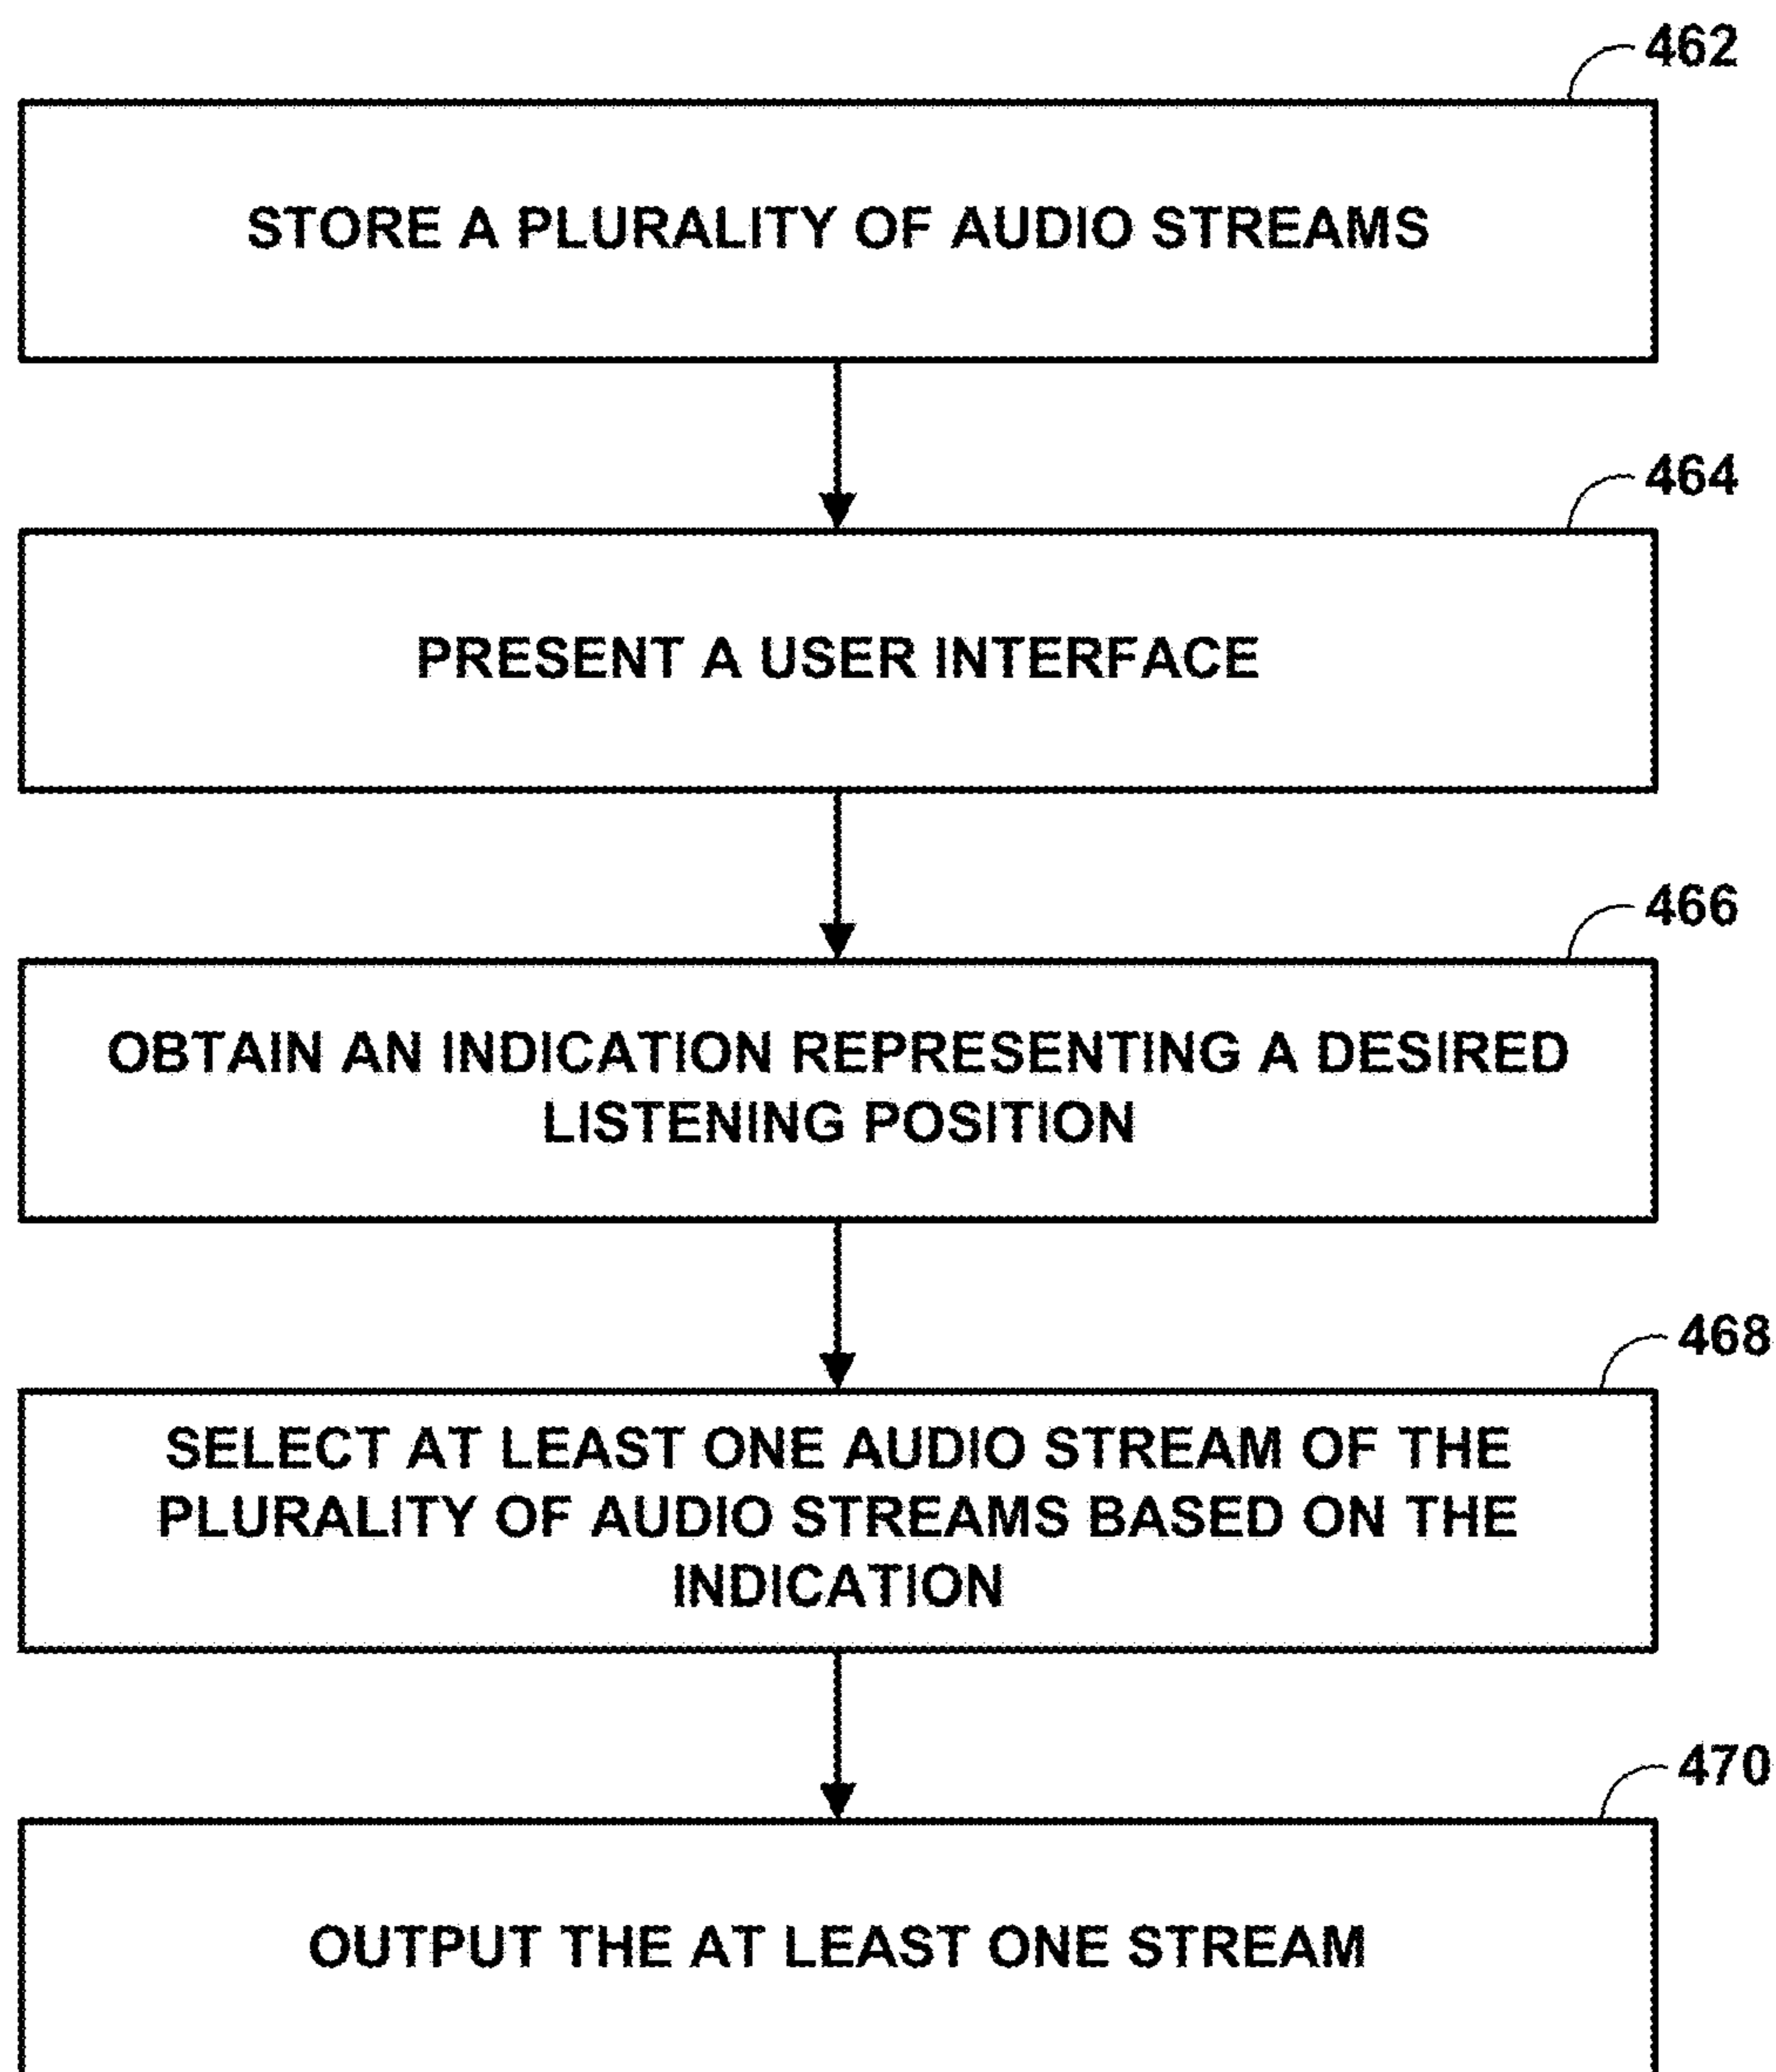 462
STORE A PLURALITY OF AUDIO STREAMS
464
PRESENT A USER INTERFACE
466
OBTAIN AN INDICATION REPRESENTING A DESIRED
LISTENING POSITION
468
SELECT AT LEAST ONE AUDIO STREAM OF THE
PLURALITY OF AUDIO STREAMS BASED ON THE
INDICATION
470
OUTPUT THE AT LEAST ONE STREAM